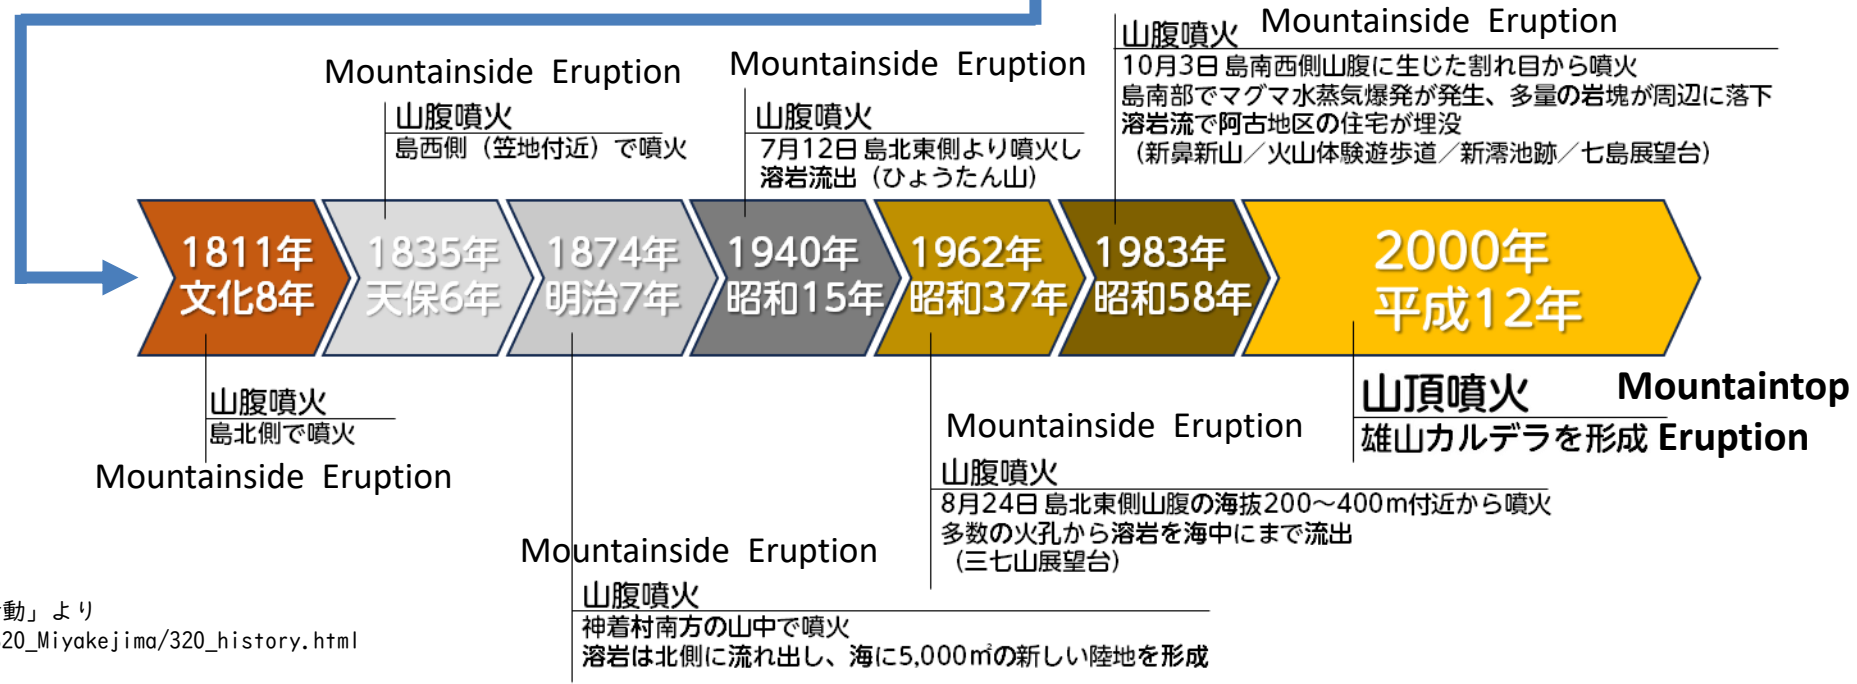 Mountainside Eruption
山腹噴火
島西側（笠地付近）で噴火
Mountainside Eruption
山腹噴火
7月12日 島北東側より噴火し
溶岩流出（ひょうたん山）
Mountainside Eruption
山腹噴火
10月3日 島南西側山腹に生じた割れ目から噴火
島南部でマグマ水蒸気爆発が発生、多量の岩塊が周辺に落下
溶岩流で阿古地区の住宅が埋没
（新鼻新山／火山体験遊歩道／新澪池跡／七島展望台）
1811年
文化8年
1835年
天保6年
1874年
明治7年
1940年
昭和15年
1962年
昭和37年
1983年
昭和58年
2000年
平成12年
山腹噴火
島北側で噴火
Mountainside Eruption
Mountainside Eruption
山腹噴火
神着村南方の山中で噴火
溶岩は北側に流れ出し、海に5,000㎡の新しい陸地を形成
Mountainside Eruption
山腹噴火
8月24日 島北東側山腹の海抜200～400m付近から噴火
多数の火孔から溶岩を海中にまで流出
（三七山展望台）
山頂噴火
雄山カルデラを形成
Mountaintop
Eruption
動」より
20_Miyakejima/320_history.html